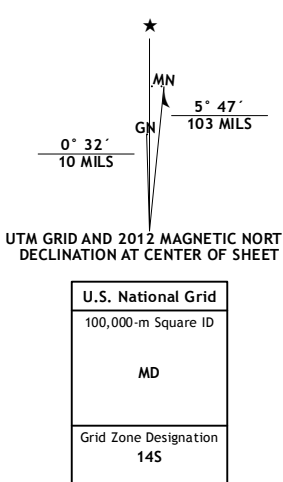 ★
MN
GN
5° 47´
103 MILS
0° 32´
10 MILS
UTM GRID AND 2012 MAGNETIC NORT
DECLINATION AT CENTER OF SHEET
U.S. National Grid
100,000-m Square ID
MD
Grid Zone Designation
14S